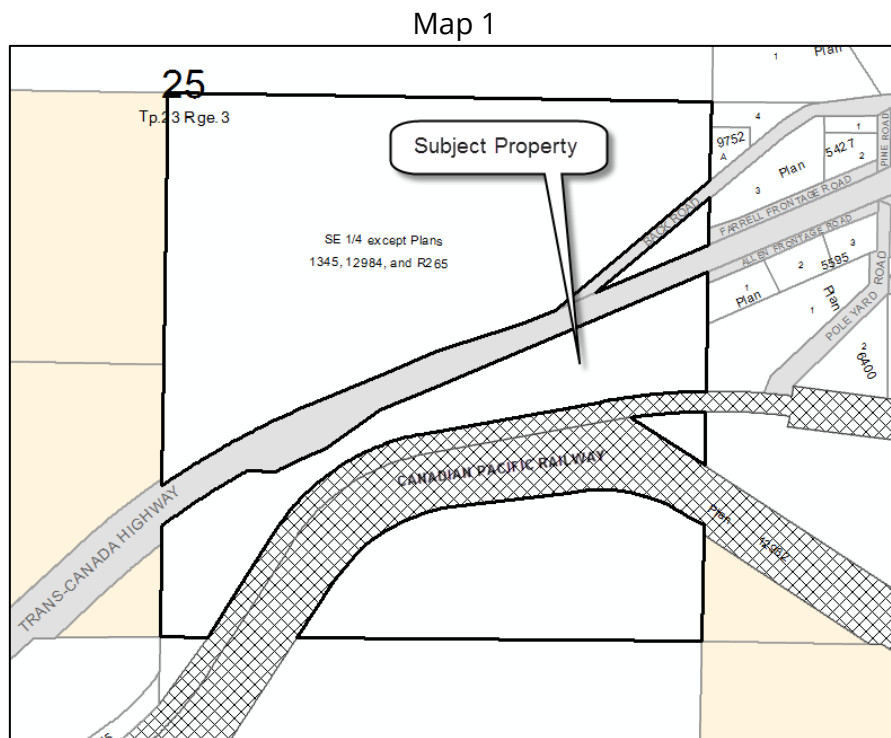 Map 1
25
Tp.23 Rge.3
Subject Property
SE 1/4 except Plans
1345, 12984, and R265
1
Plan
4
9752
A
Plan
3
1
5427
2
PINE ROAD
BACK ROAD
FARRELL FRONTAGE ROAD
ALLEN FRONTAGE ROAD
1
Plan
2
5595
3
Plan
1
POLE YARD ROAD
2
6400
CANADIAN PACIFIC RAILWAY
TRANS-CANADA HIGHWAY
Plan